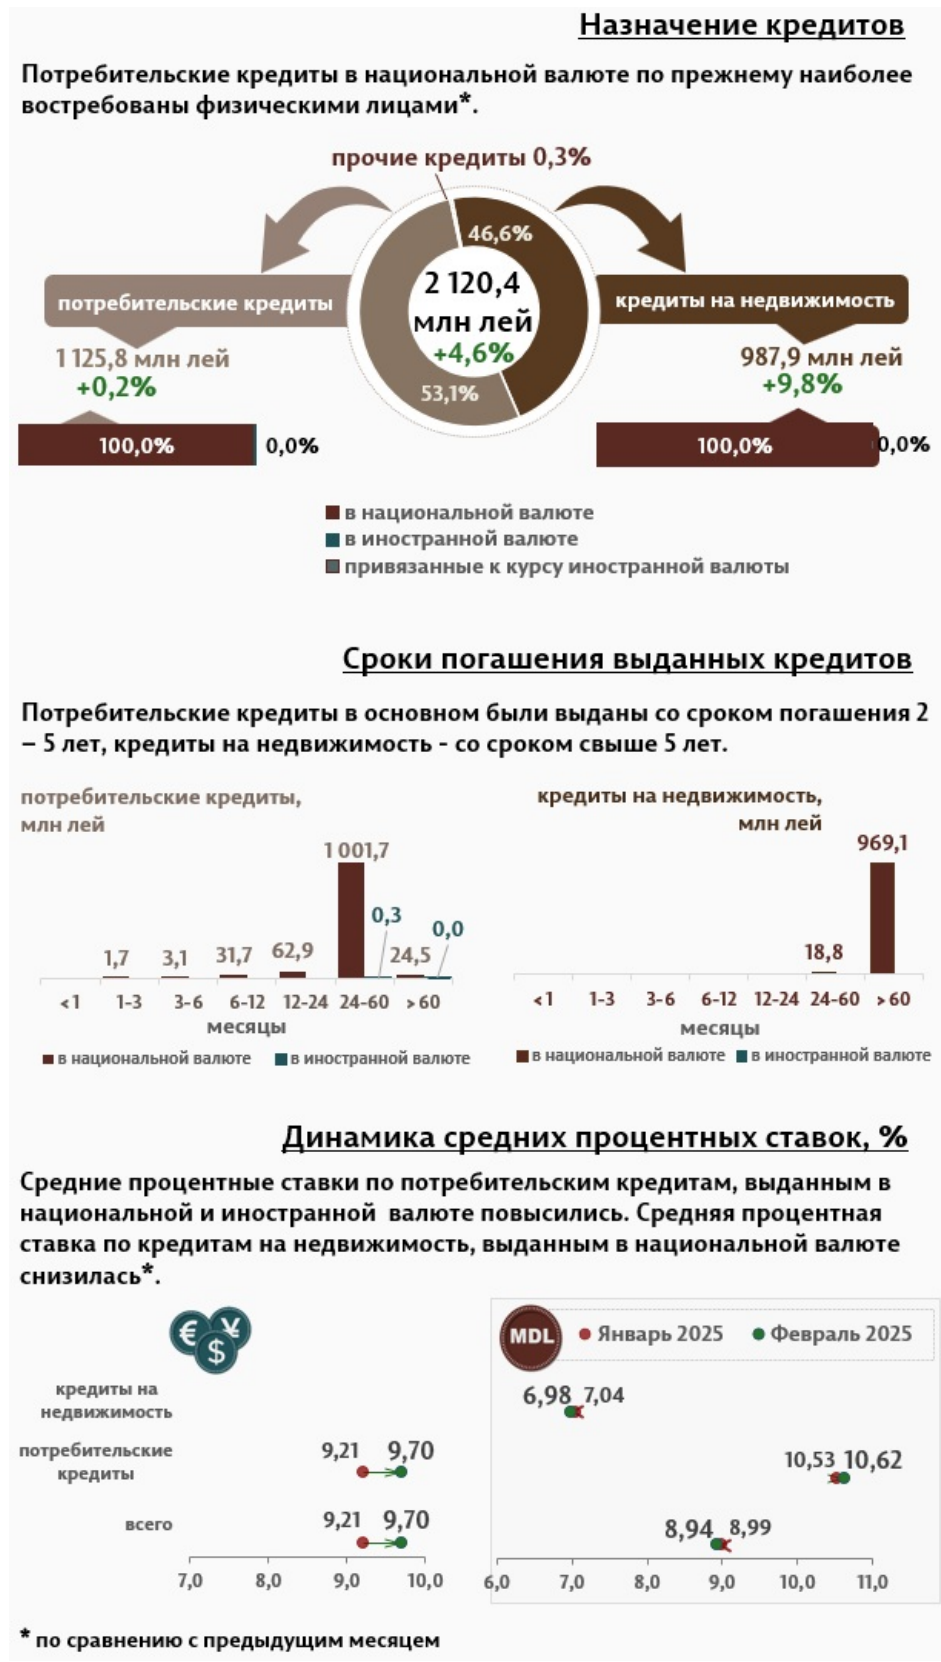 Назначение кредитов
Потребительские кредиты в национальной валюте по прежнему наиболее
востребованы физическими лицами*.
прочие кредиты 0,3%
46,6%
2 120,4
млн лей
+4,6%
53,1%
потребительские кредиты
1 125,8 млн лей
+0,2%
100,0%
0,0%
кредиты на недвижимость
987,9 млн лей
+9,8%
100,0%
0,0%
в национальной валюте
в иностранной валюте
привязанные к курсу иностранной валюты
Сроки погашения выданных кредитов
Потребительские кредиты в основном были выданы со сроком погашения 2
– 5 лет, кредиты на недвижимость - со сроком свыше 5 лет.
потребительские кредиты,
млн лей
1 001,7
0,3
0,0
1,7
3,1
31,7
62,9
24,5
<1 1-3 3-6 6-12 12-24 24-60 >60
месяцы
в национальной валюте в иностранной валюте
кредиты на недвижимость,
млн лей
969,1
18,8
<1 1-3 3-6 6-12 12-24 24-60 >60
месяцы
в национальной валюте в иностранной валюте
Динамика средних процентных ставок, %
Средние процентные ставки по потребительским кредитам, выданным в
национальной и иностранной валюте повысились. Средняя процентная
ставка по кредитам на недвижимость, выданным в национальной валюте
снизилась*.
€ ¥
$
MDL
Январь 2025 Февраль 2025
кредиты на
недвижимость
6,98 7,04
потребительские
кредиты
9,21 9,70
10,53 10,62
всего
9,21 9,70
8,94 8,99
7,0 8,0 9,0 10,0
6,0 7,0 8,0 9,0 10,0 11,0
* по сравнению с предыдущим месяцем